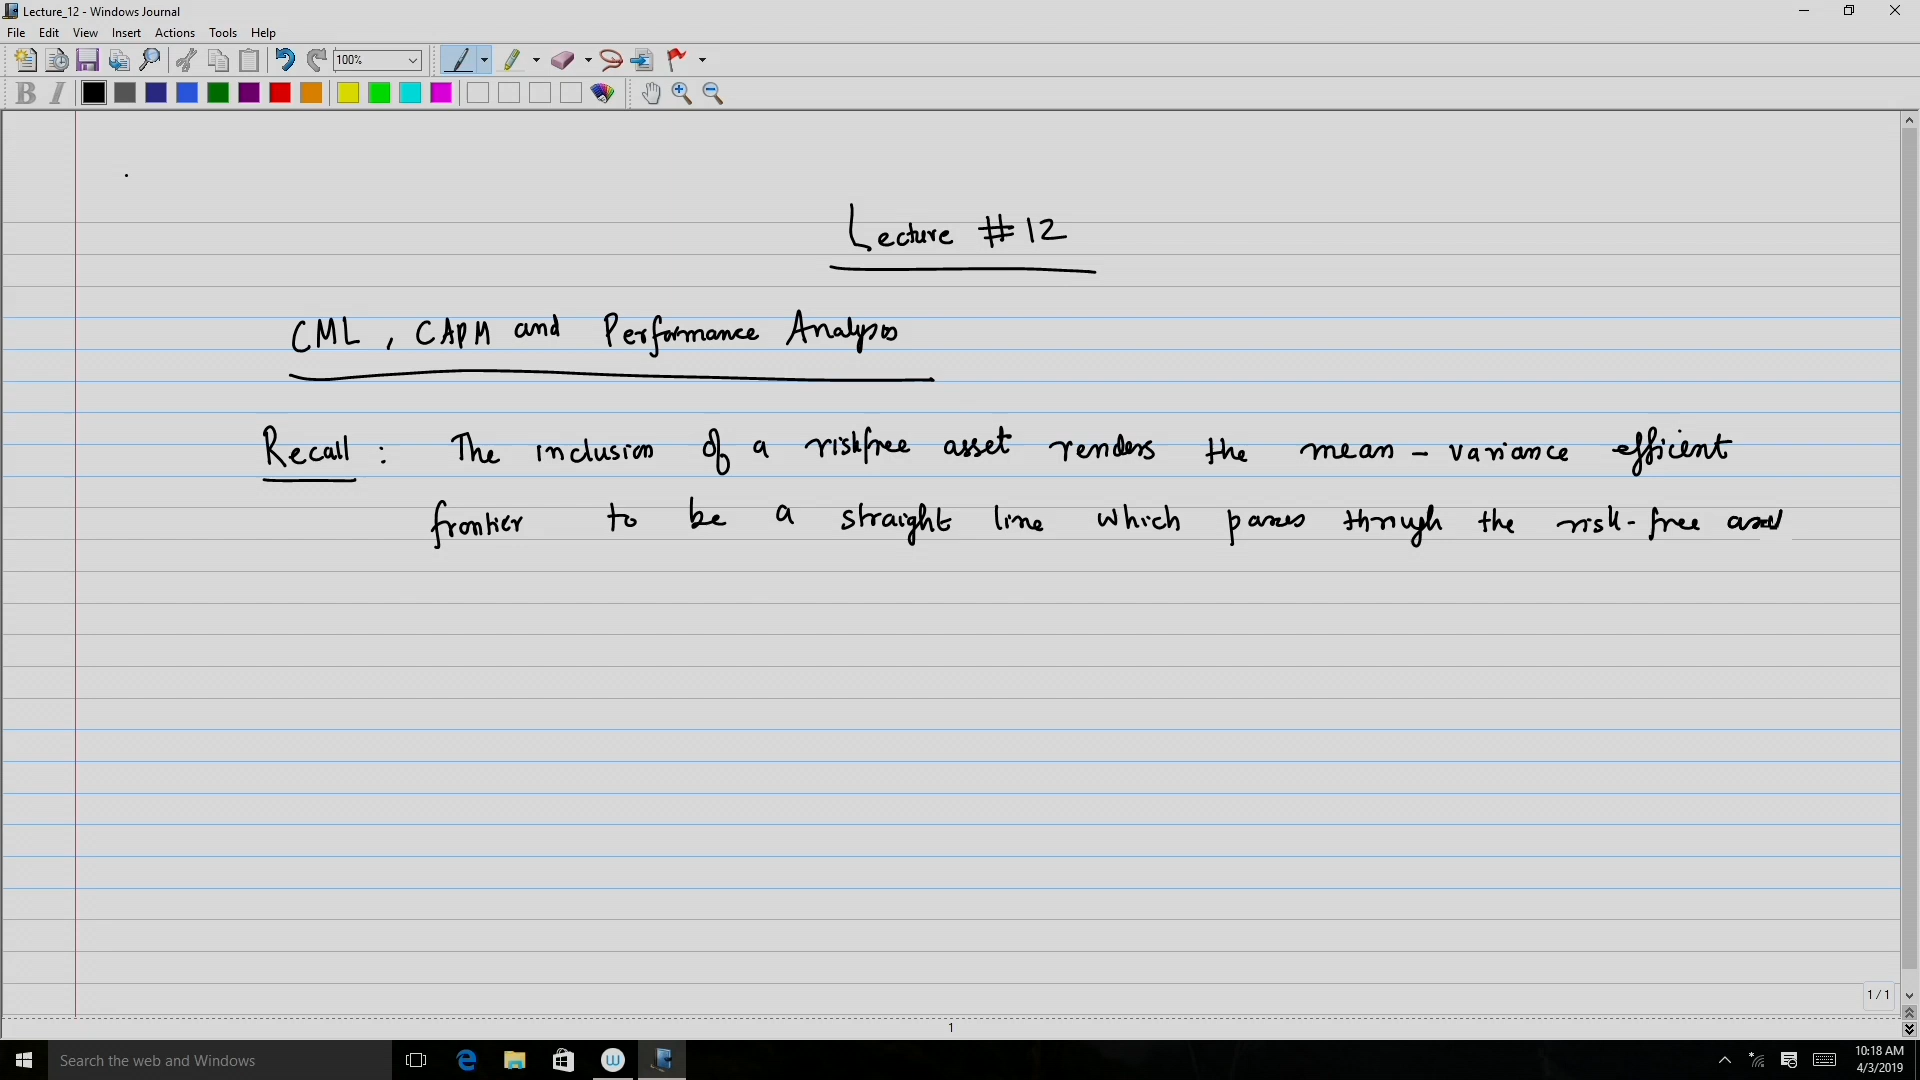 Lecture_12 - Windows Journal
File Edit View Insert Actions Tools Help
100%
B I
Lecture #12
CML, CAPM and Performance Analysis
Recall : The inclusion of a riskfree asset renders the mean - variance efficient
frontier to be a straight line which passes through the risk-free asset
1 / 1
1
Search the web and Windows
10:18 AM
4/3/2019